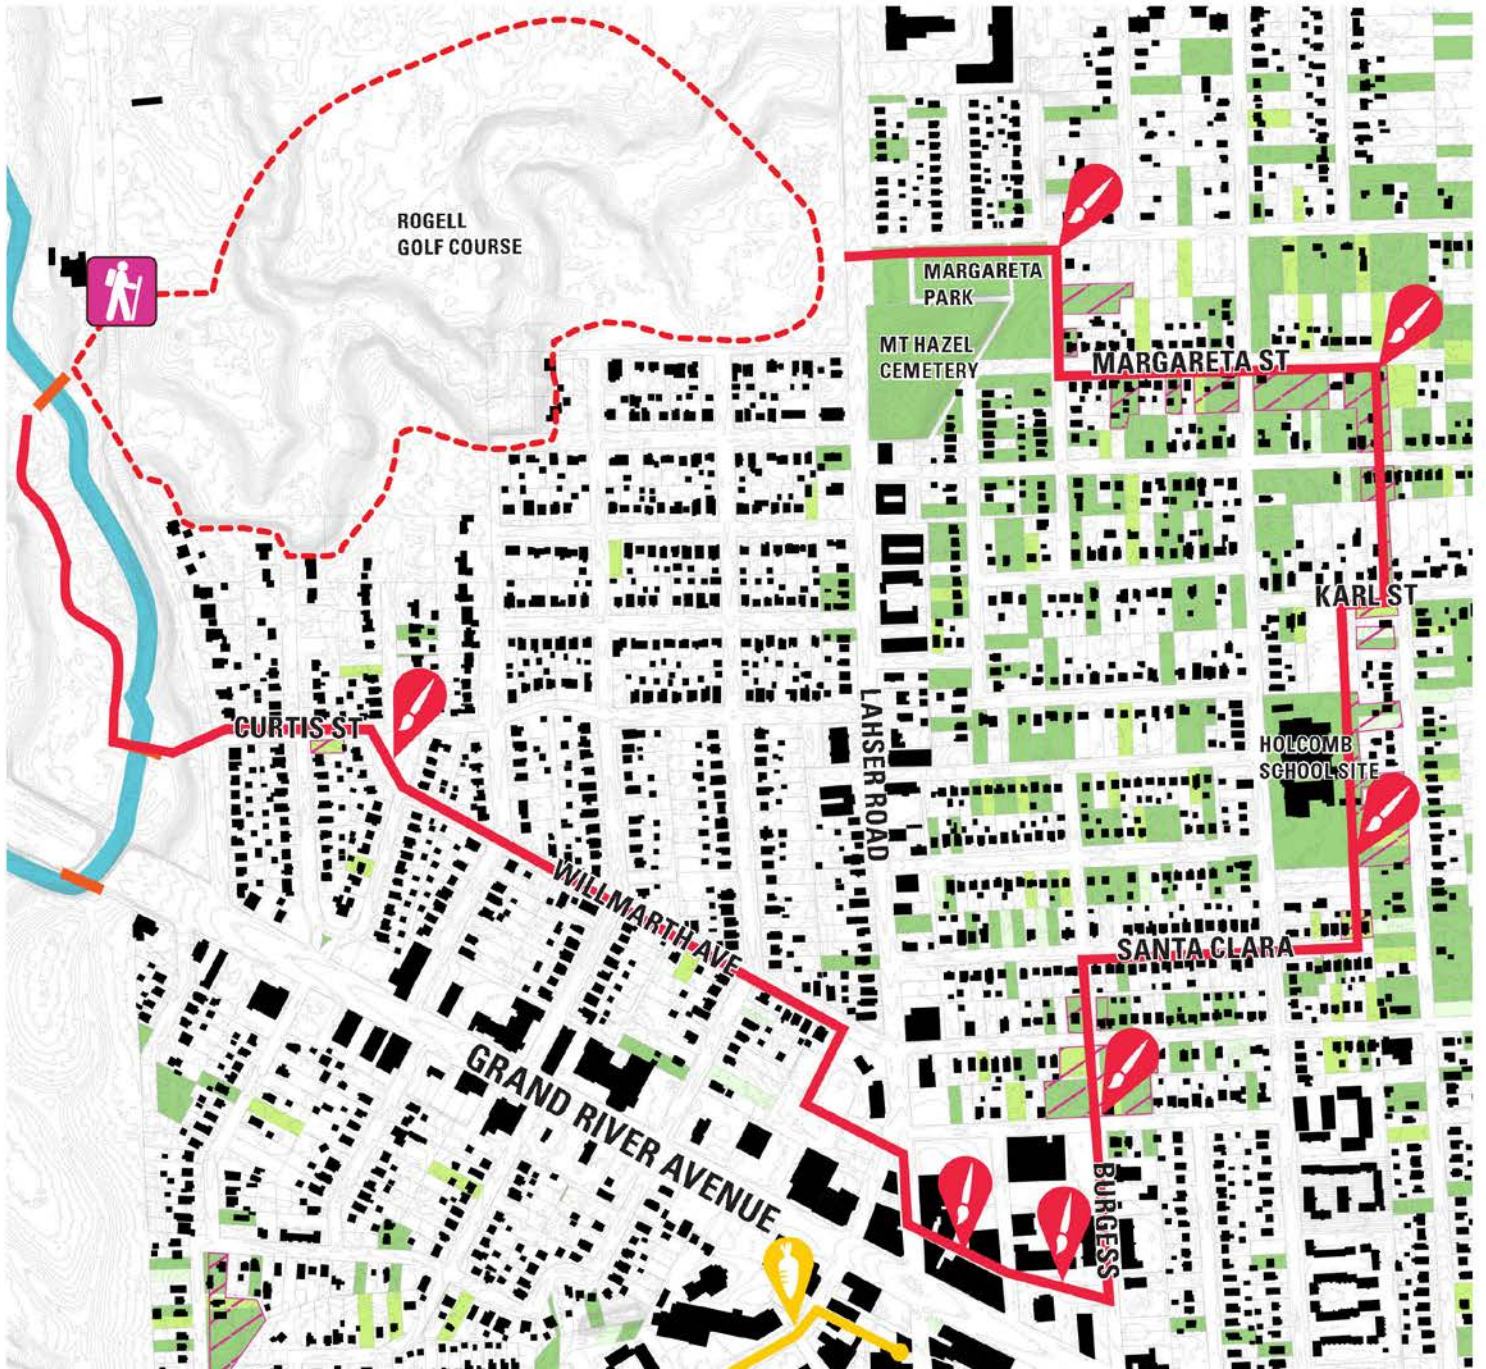 ROGELL
GOLF COURSE
MARGARETA
PARK
MT HAZEL
CEMETERY
MARGARETA ST
KARL ST
LAHSER ROAD
CURTIS ST
HOLCOMB
SCHOOL SITE
WILLMARTH AVE
SANTA CLARA
GRAND RIVER AVENUE
BURGESS